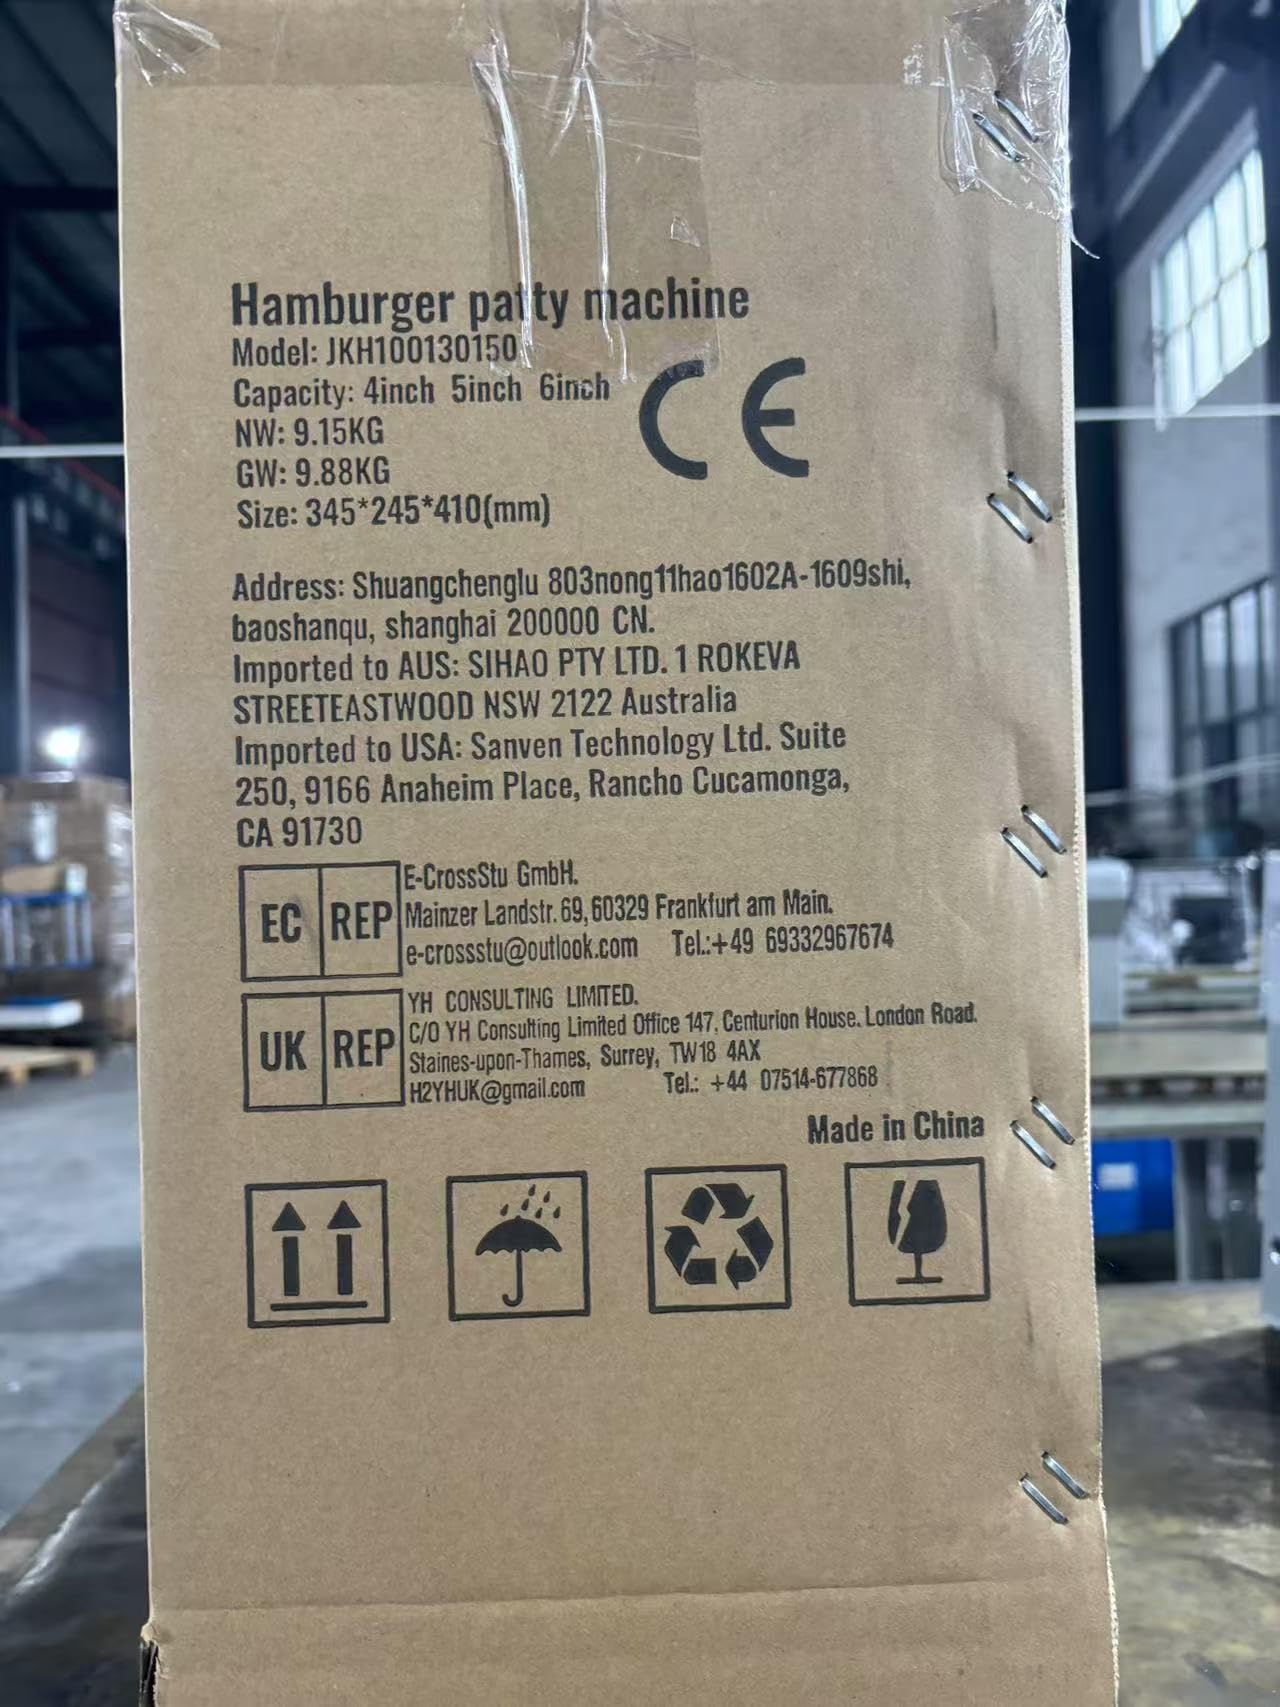 Hamburger patty machine
Model: JKH100130150
Capacity: 4inch 5inch 6inch
CE
NW: 9.15KG
GW: 9.88KG
Size: 345*245*410(mm)
Address: Shuangchenglu 803nong11hao1602A-1609shi,
baoshanqu, shanghai 200000 CN.
Imported to AUS: SIHAO PTY LTD. 1 ROKEVA
STREETEASTWOOD NSW 2122 Australia
Imported to USA: Sanven Technology Ltd. Suite
250, 9166 Anaheim Place, Rancho Cucamonga,
CA 91730
EC REP
E-CrossStu GmbH.
Mainzer Landstr. 69, 60329 Frankfurt am Main.
e-crossstu@outlook.com Tel.:+49 69332967674
UK REP
YH CONSULTING LIMITED.
C/O YH Consulting Limited Office 147, Centurion House. London Road.
Staines-upon-Thames, Surrey, TW18 4AX
H2YHUK@gmail.com Tel.: +44 07514-677868
Made in China